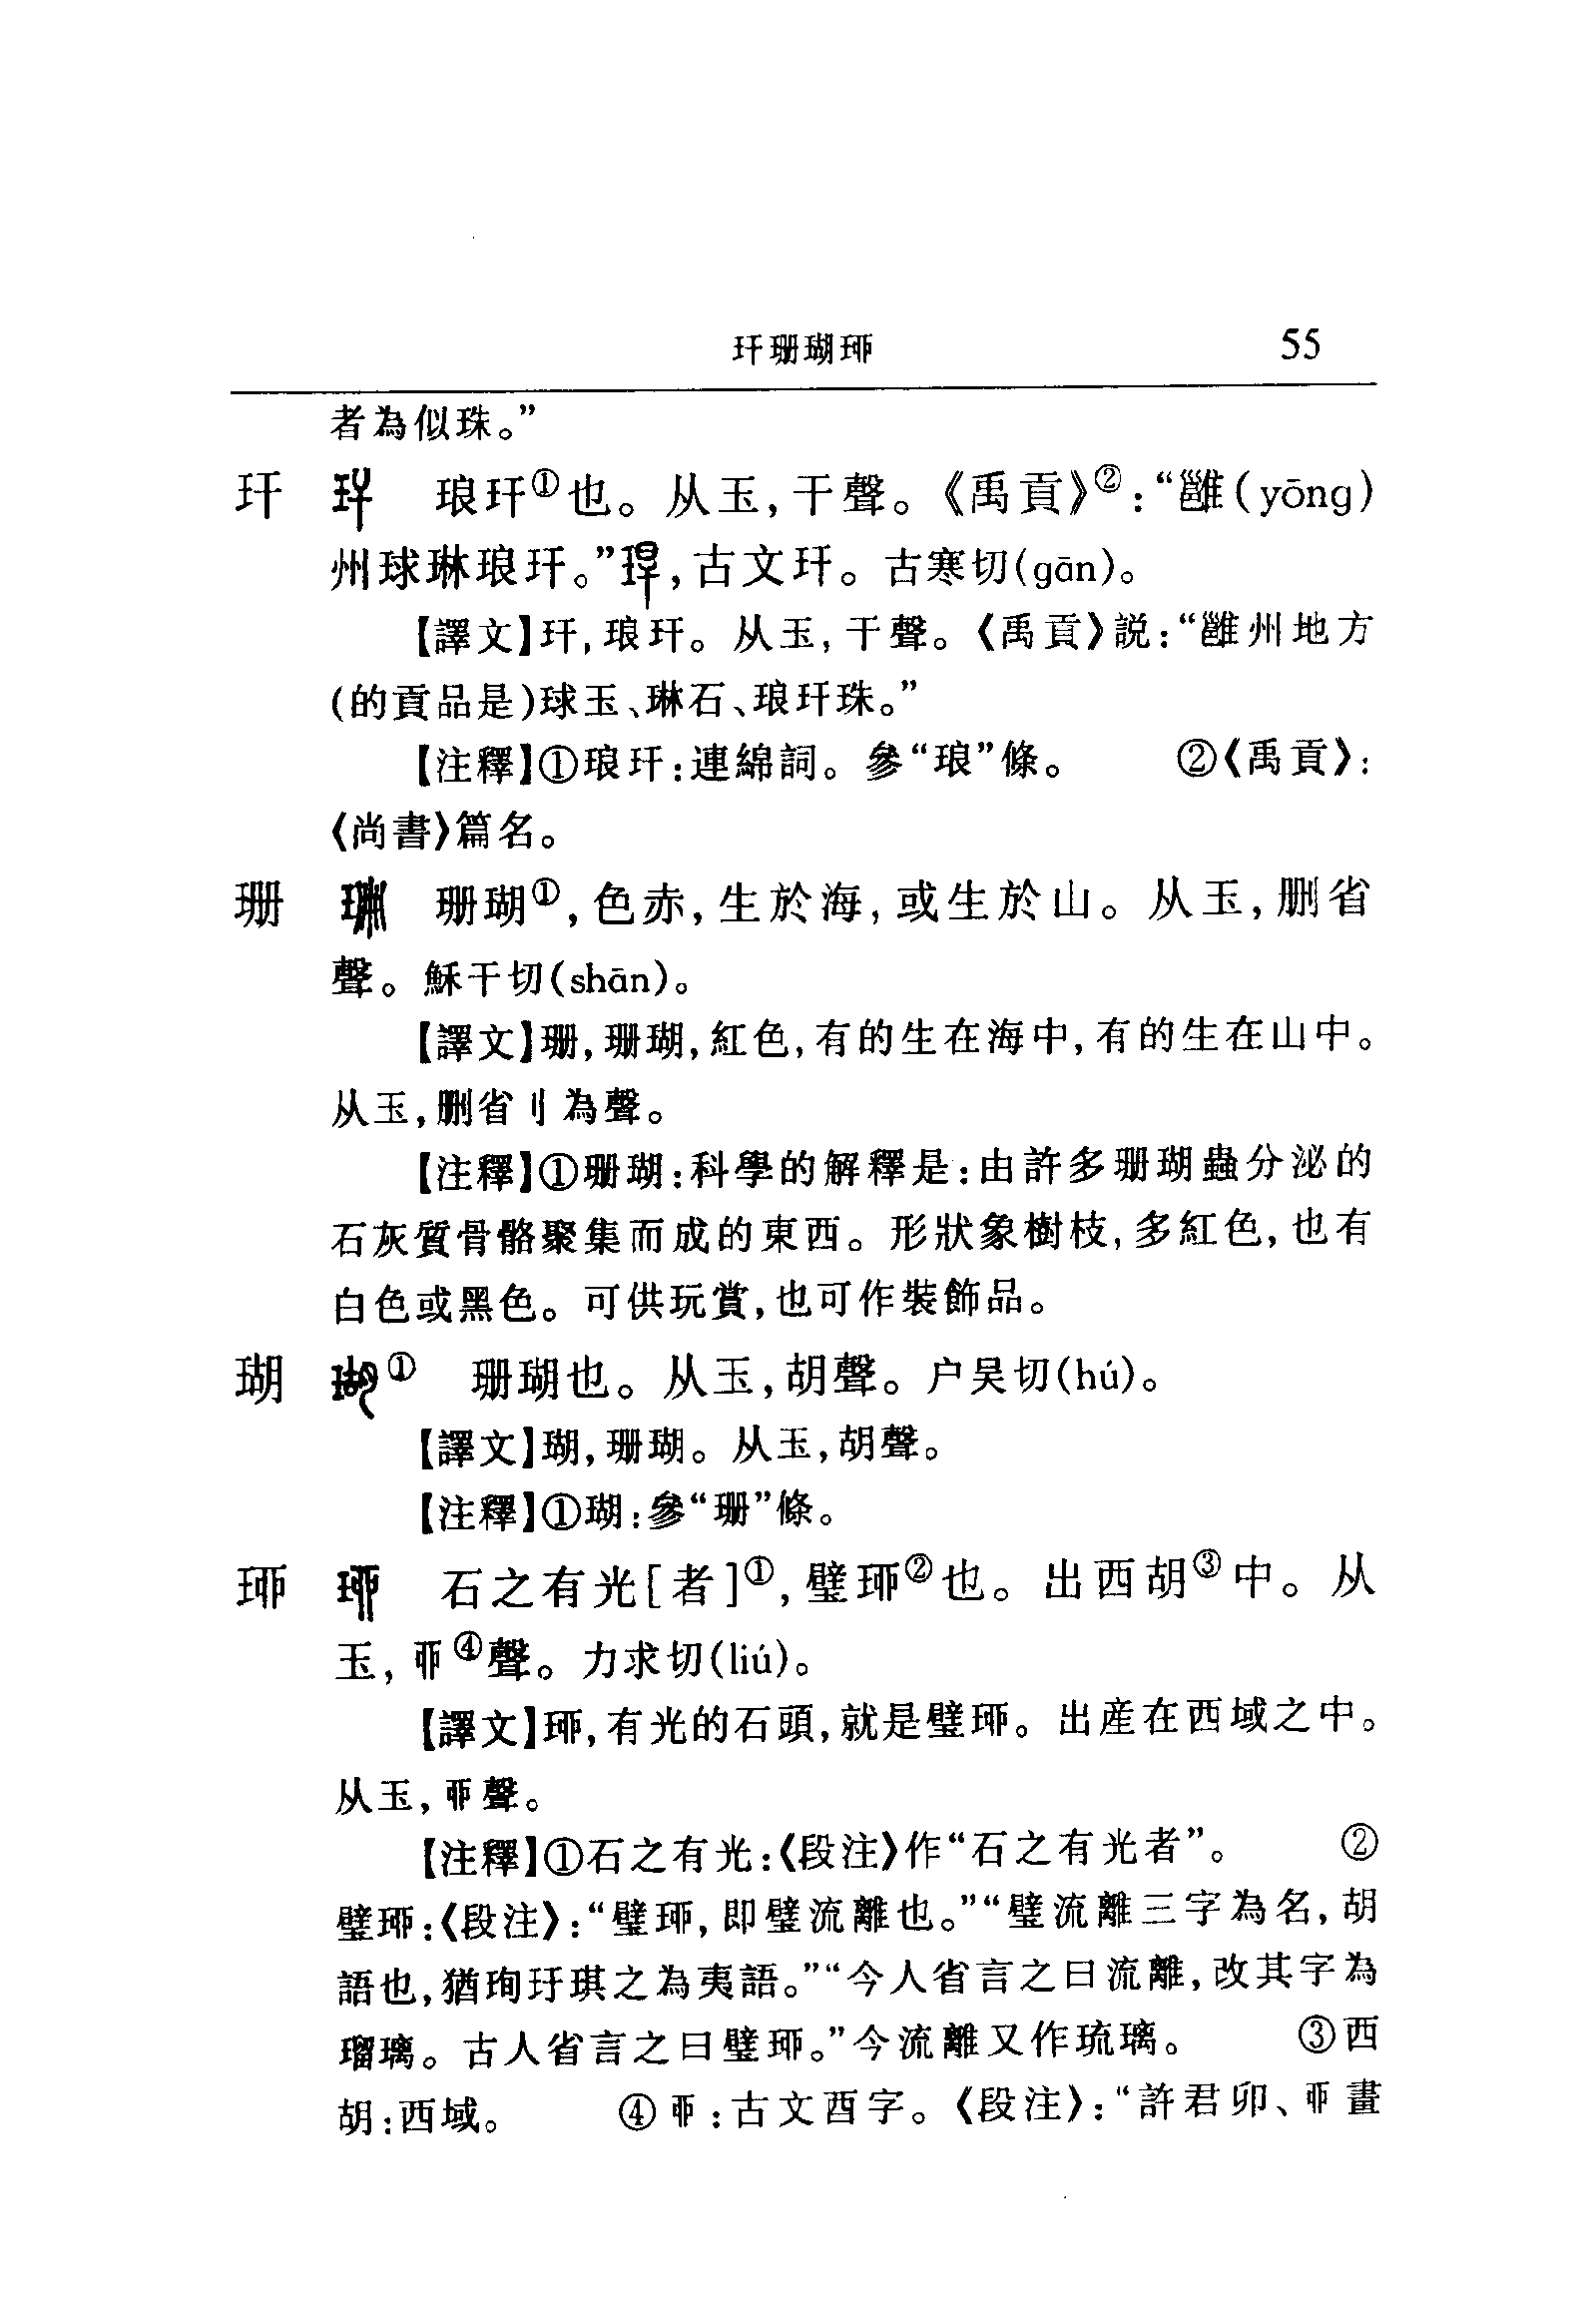 玕珊瑚珋 55
者為似珠。”
玕 琅玕①也。从玉,干聲。《禹貢》②:“雝(yōng)
州球琳琅玕。”𤦶,古文玕。古寒切(gān)。
【譯文】玕,琅玕。从玉,干聲。《禹貢》説:“雝州地方
(的貢品是)球玉、琳石、琅玕珠。”
【注釋】①琅玕:連綿詞。參“琅”條。 ②《禹貢》:
《尚書》篇名。
珊 珊瑚①,色赤,生於海,或生於山。从玉,删省
聲。穌干切(shān)。
【譯文】珊,珊瑚,紅色,有的生在海中,有的生在山中。
从玉,删省刂為聲。
【注釋】①珊瑚:科學的解釋是:由許多珊瑚蟲分泌的
石灰質骨骼聚集而成的東西。形狀象樹枝,多紅色,也有
白色或黑色。可供玩賞,也可作裝飾品。
瑚 ① 珊瑚也。从玉,胡聲。户吴切(hú)。
【譯文】瑚,珊瑚。从玉,胡聲。
【注釋】①瑚:參“珊”條。
珋 石之有光[者]①,璧珋②也。出西胡③中。从
玉,丣④聲。力求切(liú)。
【譯文】珋,有光的石頭,就是璧珋。出産在西域之中。
从玉,丣聲。
【注釋】①石之有光:《段注》作“石之有光者”。 ②
璧珋:《段注》:“璧珋,即璧流離也。”“璧流離三字為名,胡
語也,猶珣玗琪之為夷語。”“今人省言之曰流離,改其字為
瑠璃。古人省言之曰璧珋。”今流離又作琉璃。 ③西
胡:西域。 ④丣:古文酉字。《段注》:“許君卯、丣畫